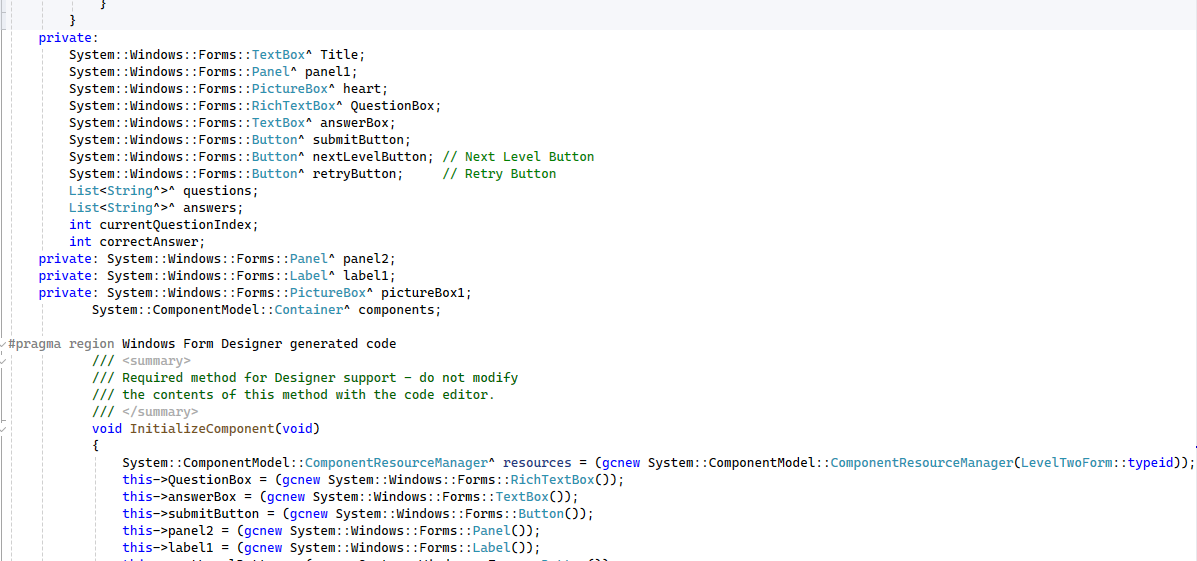 }
}
private:
System::Windows::Forms::TextBox^ Title;
System::Windows::Forms::Panel^ panel1;
System::Windows::Forms::PictureBox^ heart;
System::Windows::Forms::RichTextBox^ QuestionBox;
System::Windows::Forms::TextBox^ answerBox;
System::Windows::Forms::Button^ submitButton;
System::Windows::Forms::Button^ nextLevelButton; // Next Level Button
System::Windows::Forms::Button^ retryButton;     // Retry Button
List<String^>^ questions;
List<String^>^ answers;
int currentQuestionIndex;
int correctAnswer;
private: System::Windows::Forms::Panel^ panel2;
private: System::Windows::Forms::Label^ label1;
private: System::Windows::Forms::PictureBox^ pictureBox1;
System::ComponentModel::Container^ components;
#pragma region Windows Form Designer generated code
/// <summary>
/// Required method for Designer support - do not modify
/// the contents of this method with the code editor.
/// </summary>
void InitializeComponent(void)
{
System::ComponentModel::ComponentResourceManager^ resources = (gcnew System::ComponentModel::ComponentResourceManager(LevelTwoForm::typeid));
this->QuestionBox = (gcnew System::Windows::Forms::RichTextBox());
this->answerBox = (gcnew System::Windows::Forms::TextBox());
this->submitButton = (gcnew System::Windows::Forms::Button());
this->panel2 = (gcnew System::Windows::Forms::Panel());
this->label1 = (gcnew System::Windows::Forms::Label());